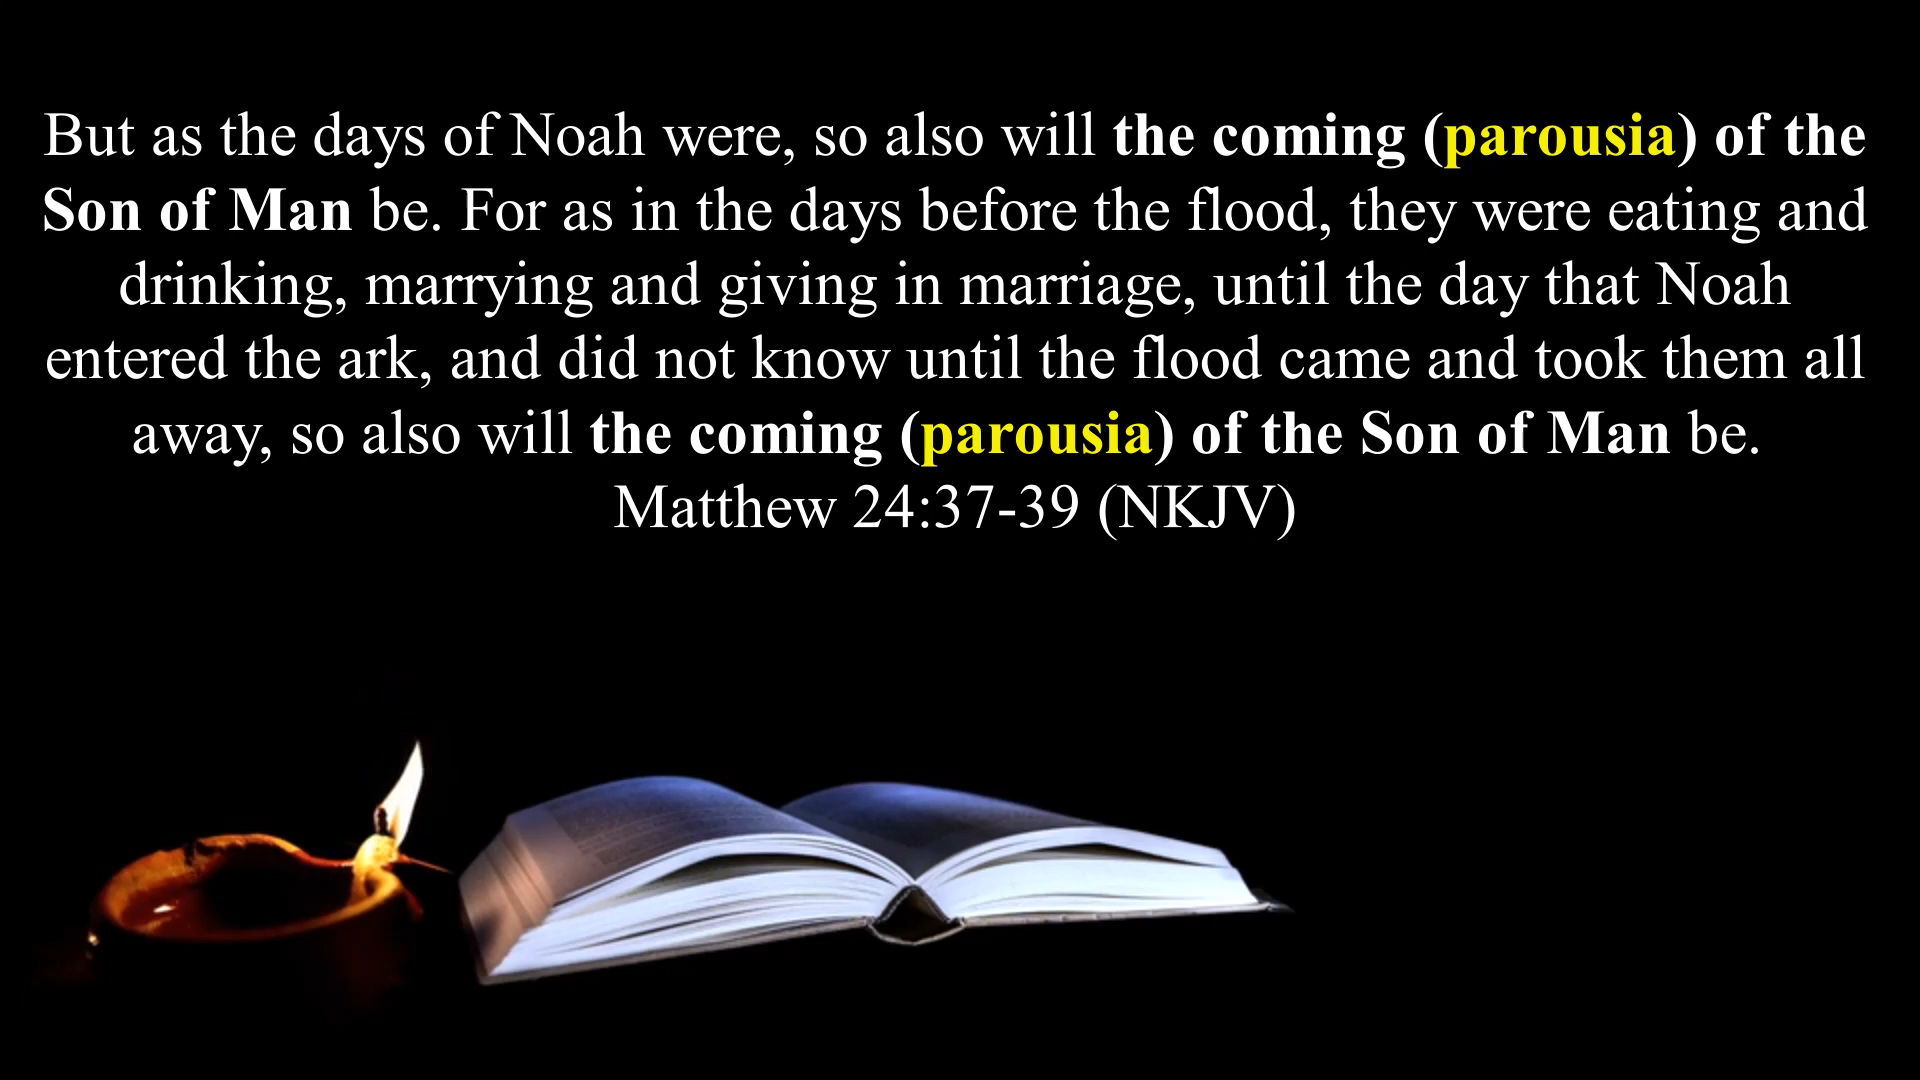 But as the days of Noah were, so also will the coming (parousia) of the
Son of Man be. For as in the days before the flood, they were eating and
drinking, marrying and giving in marriage, until the day that Noah
entered the ark, and did not know until the flood came and took them all
away, so also will the coming (parousia) of the Son of Man be.
Matthew 24:37-39 (NKJV)